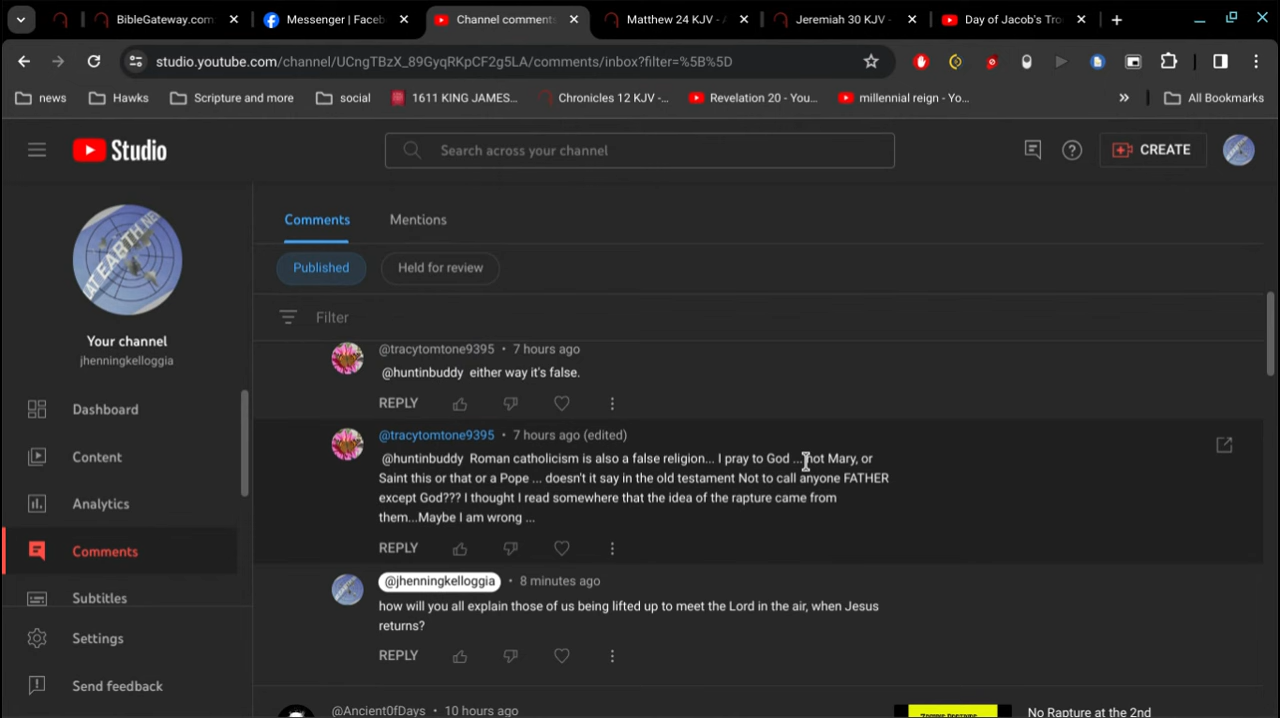 BibleGateway.com
Messenger | Faceb
Channel comments
Matthew 24 KJV - A
Jeremiah 30 KJV -
Day of Jacob's Tro
studio.youtube.com/channel/UCngTBzX_89GyqRKpCF2g5LA/comments/inbox?filter=%5B%5D
news
Hawks
Scripture and more
social
1611 KING JAMES...
Chronicles 12 KJV -...
Revelation 20 - You...
millennial reign - Yo...
All Bookmarks
Studio
Search across your channel
CREATE
AT EARTH NE
Your channel
jhenningkelloggia
Dashboard
Content
Analytics
Comments
Subtitles
Settings
Send feedback
Comments
Mentions
Published
Held for review
Filter
@tracytomtone9395 • 7 hours ago
@huntinbuddy either way it's false.
REPLY
@tracytomtone9395 • 7 hours ago (edited)
@huntinbuddy Roman catholicism is also a false religion... I pray to God ...not Mary, or
Saint this or that or a Pope ... doesn't it say in the old testament Not to call anyone FATHER
except God??? I thought I read somewhere that the idea of the rapture came from
them...Maybe I am wrong ...
REPLY
@jhenningkelloggia • 8 minutes ago
how will you all explain those of us being lifted up to meet the Lord in the air, when Jesus
returns?
REPLY
@Ancient0fDays • 10 hours ago
No Rapture at the 2nd